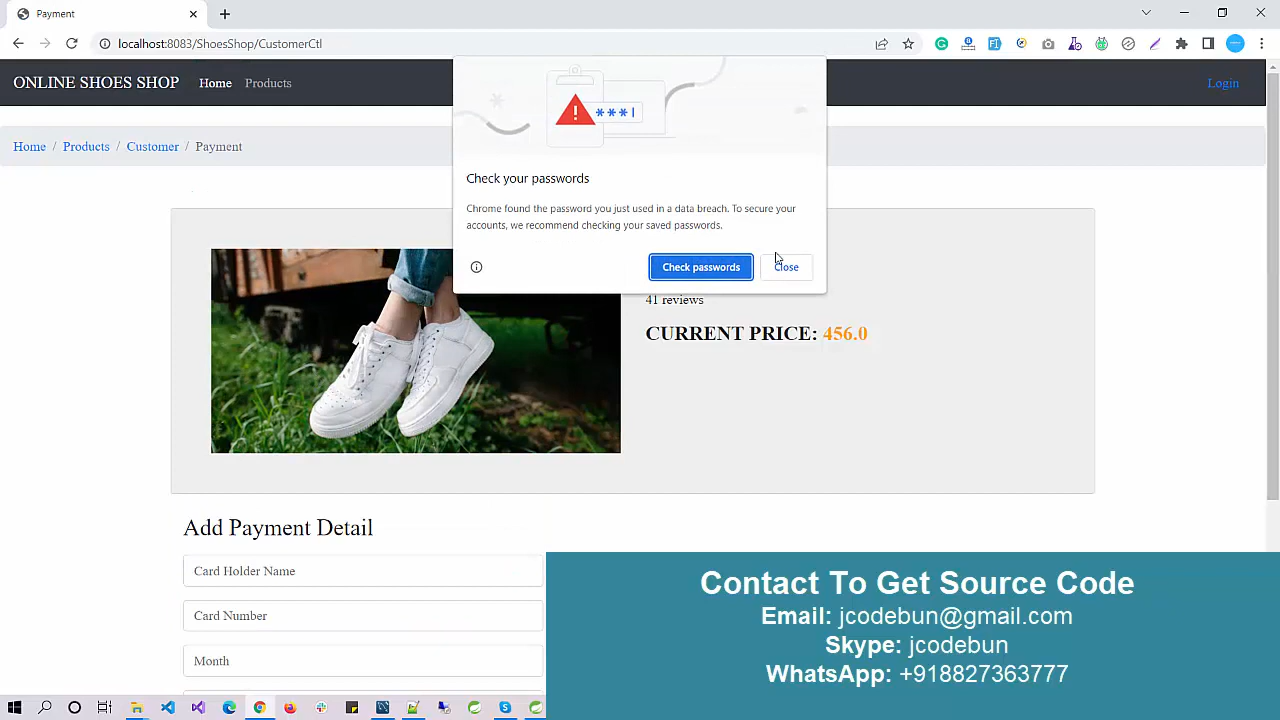 Payment
localhost:8083/ShoesShop/CustomerCtl
ONLINE SHOES SHOP Home Products Login
Home / Products / Customer / Payment
***|
Check your passwords
Chrome found the password you just used in a data breach. To secure your
accounts, we recommend checking your saved passwords.
Check passwords Close
41 reviews
CURRENT PRICE: 456.0
Add Payment Detail
Card Holder Name
Card Number
Month
Contact To Get Source Code
Email: jcodebun@gmail.com
Skype: jcodebun
WhatsApp: +918827363777